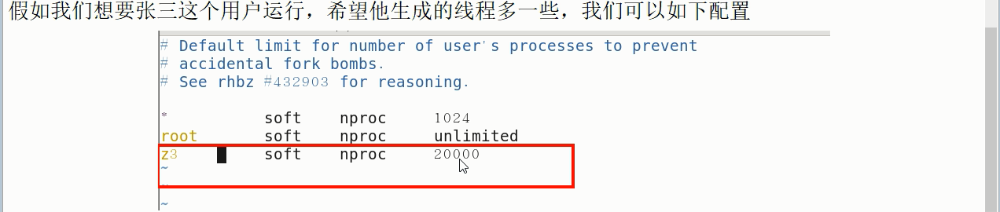 假如我们想要张三这个用户运行，希望他生成的线程多一些，我们可以如下配置
# Default limit for number of user's processes to prevent
# accidental fork bombs.
# See rhbz #432903 for reasoning.
* soft nproc 1024
root soft nproc unlimited
z3 soft nproc 20000
~
~
~